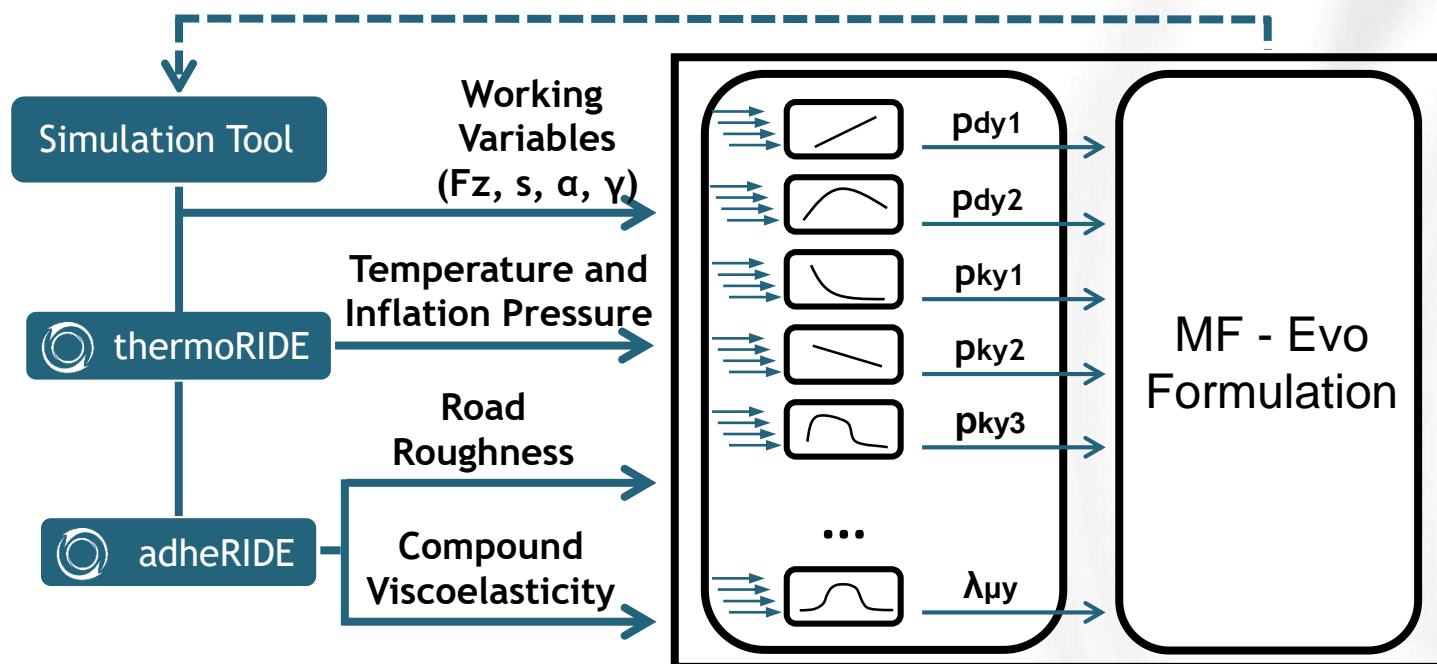 Simulation Tool
Working
Variables
(Fz, s, α, γ)
Temperature and
Inflation Pressure
thermoRIDE
Road
Roughness
adheRIDE
Compound
Viscoelasticity
pdy1
pdy2
pky1
pky2
pky3
...
λμy
MF - Evo
Formulation